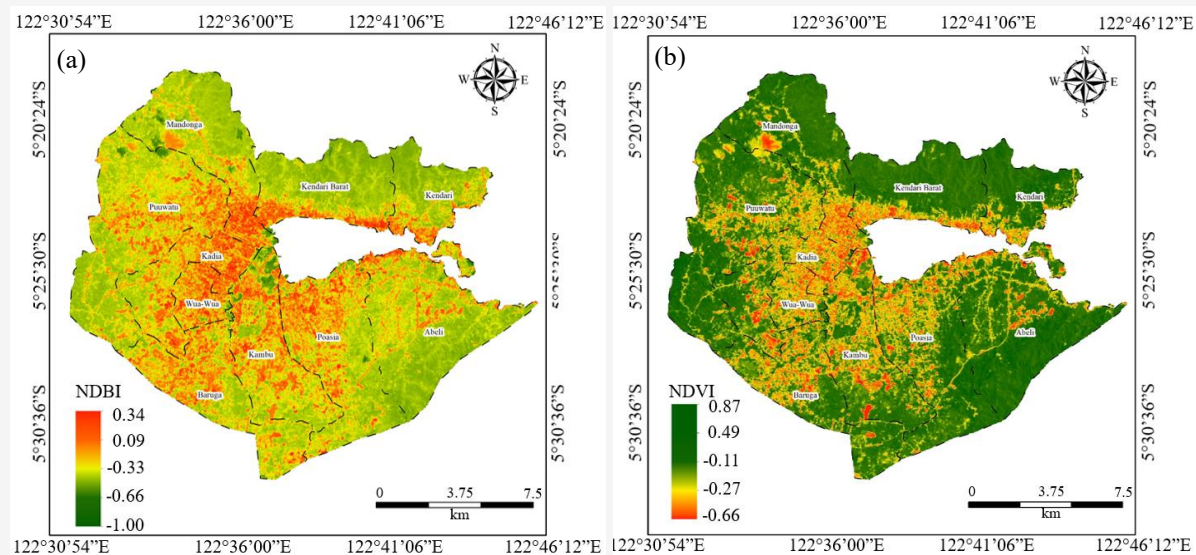 122°30'54"E 122°36'00"E 122°41'06"E 122°46'12"E
(a)
N
W E
S
5°20'24"S 5°20'24"S
5°25'30"S 5°25'30"S
5°30'36"S 5°30'36"S
Mandonga
Kendari Barat
Kendari
Puuwatu
Kadia
Wua-Wua
Poasia
Abeli
Kambu
Baruga
NDBI
0.34
0.09
-0.33
-0.66
-1.00
0 3.75 7.5
km
122°30'54"E 122°36'00"E 122°41'06"E 122°46'12"E
122°30'54"E 122°36'00"E 122°41'06"E 122°46'12"E
(b)
N
W E
S
5°20'24"S 5°20'24"S
5°25'30"S 5°25'30"S
5°30'36"S 5°30'36"S
Mandonga
Kendari Barat
Kendari
Puuwatu
Kadia
Wua-Wua
Poasia
Abeli
Kambu
Baruga
NDVI
0.87
0.49
-0.11
-0.27
-0.66
0 3.75 7.5
km
122°30'54"E 122°36'00"E 122°41'06"E 122°46'12"E